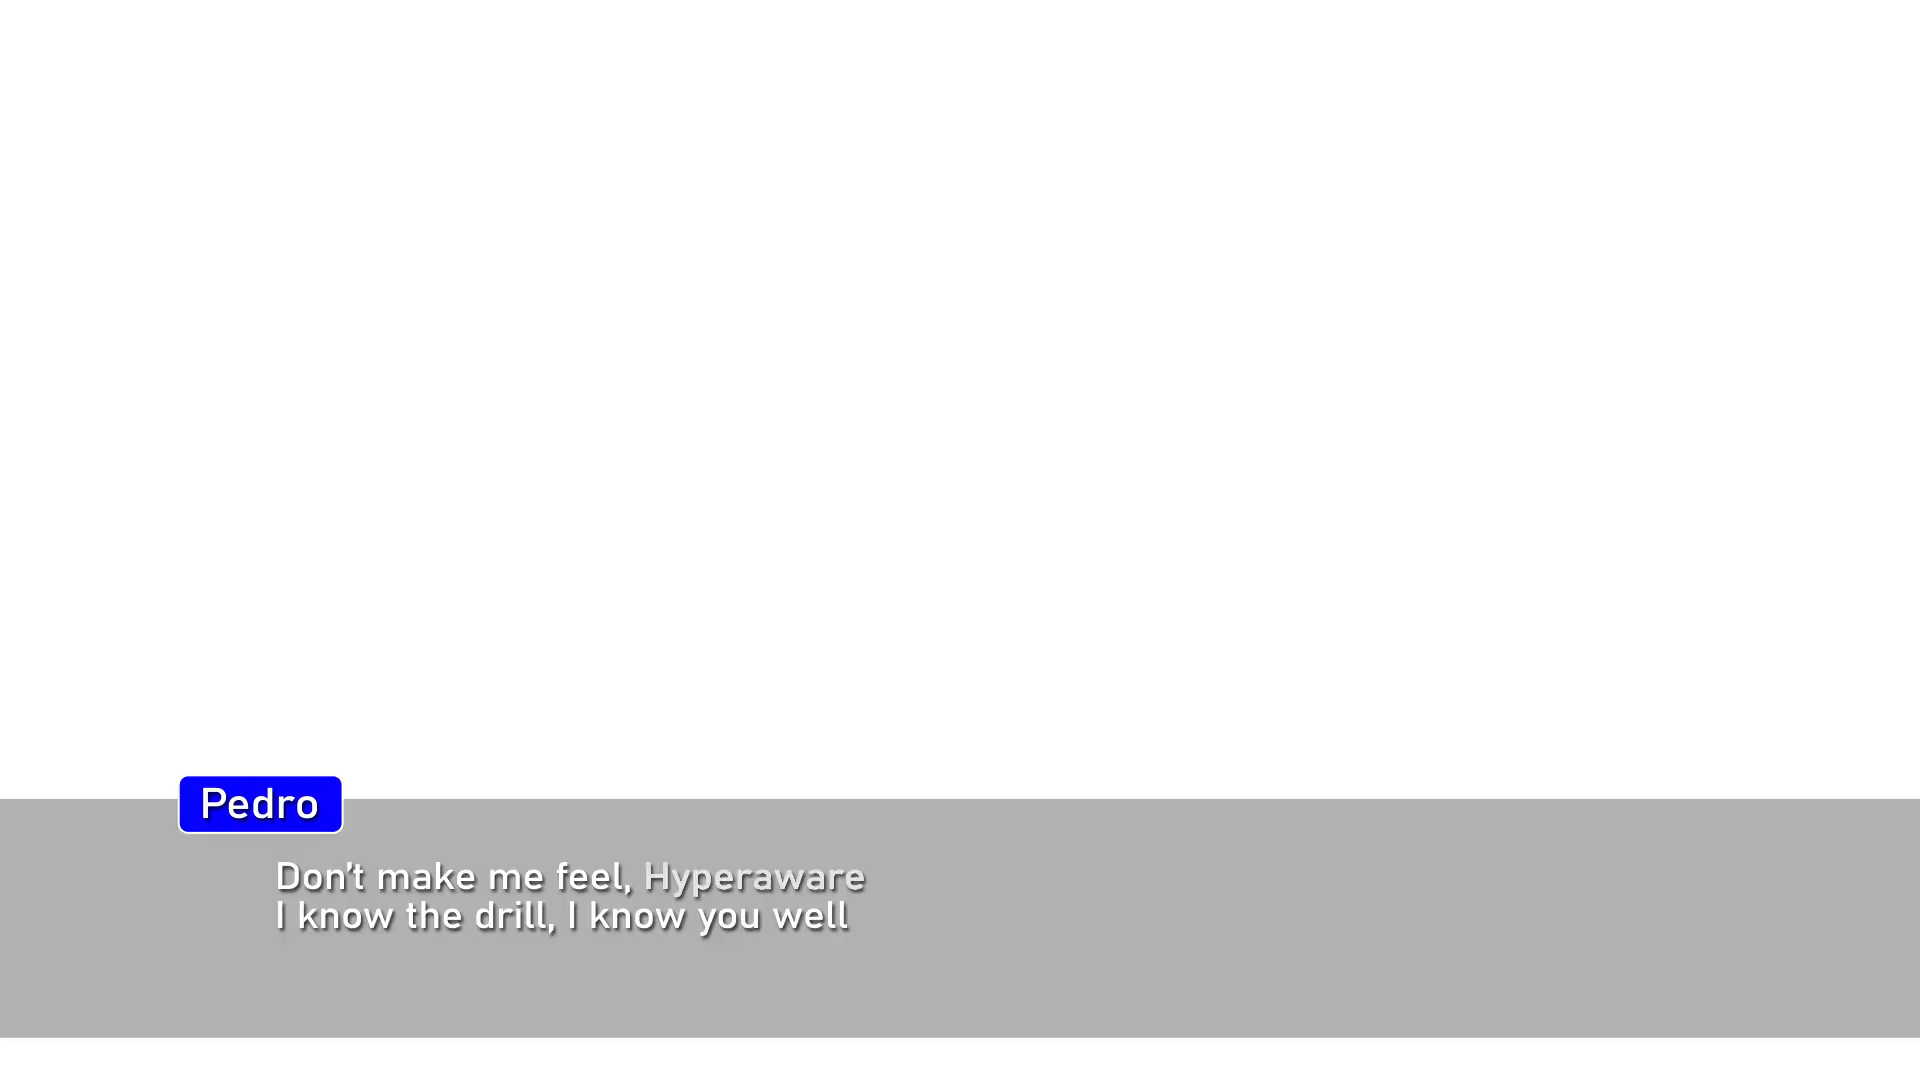 Pedro
Don't make me feel, Hyperaware
I know the drill, I know you well